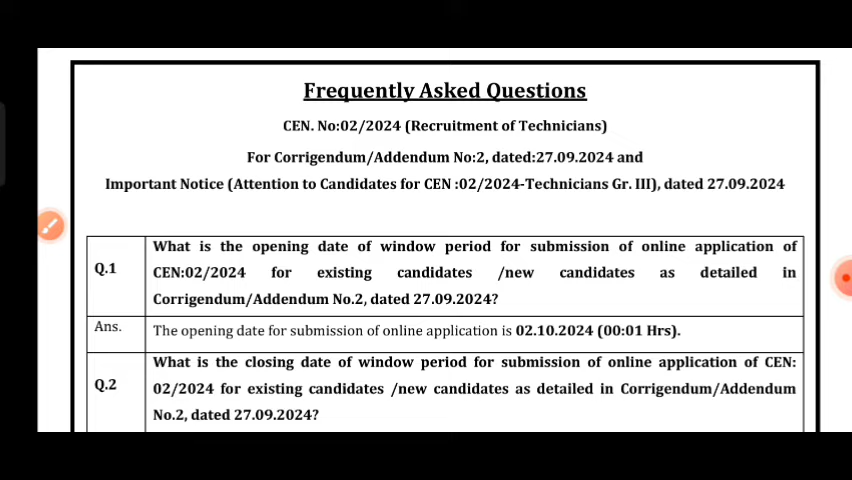 Frequently Asked Questions
CEN. No:02/2024 (Recruitment of Technicians)
For Corrigendum/Addendum No:2, dated:27.09.2024 and
Important Notice (Attention to Candidates for CEN :02/2024-Technicians Gr. III), dated 27.09.2024
Q.1
What is the opening date of window period for submission of online application of
CEN:02/2024 for existing candidates /new candidates as detailed in
Corrigendum/Addendum No.2, dated 27.09.2024?
Ans.
The opening date for submission of online application is 02.10.2024 (00:01 Hrs).
Q.2
What is the closing date of window period for submission of online application of CEN:
02/2024 for existing candidates /new candidates as detailed in Corrigendum/Addendum
No.2, dated 27.09.2024?